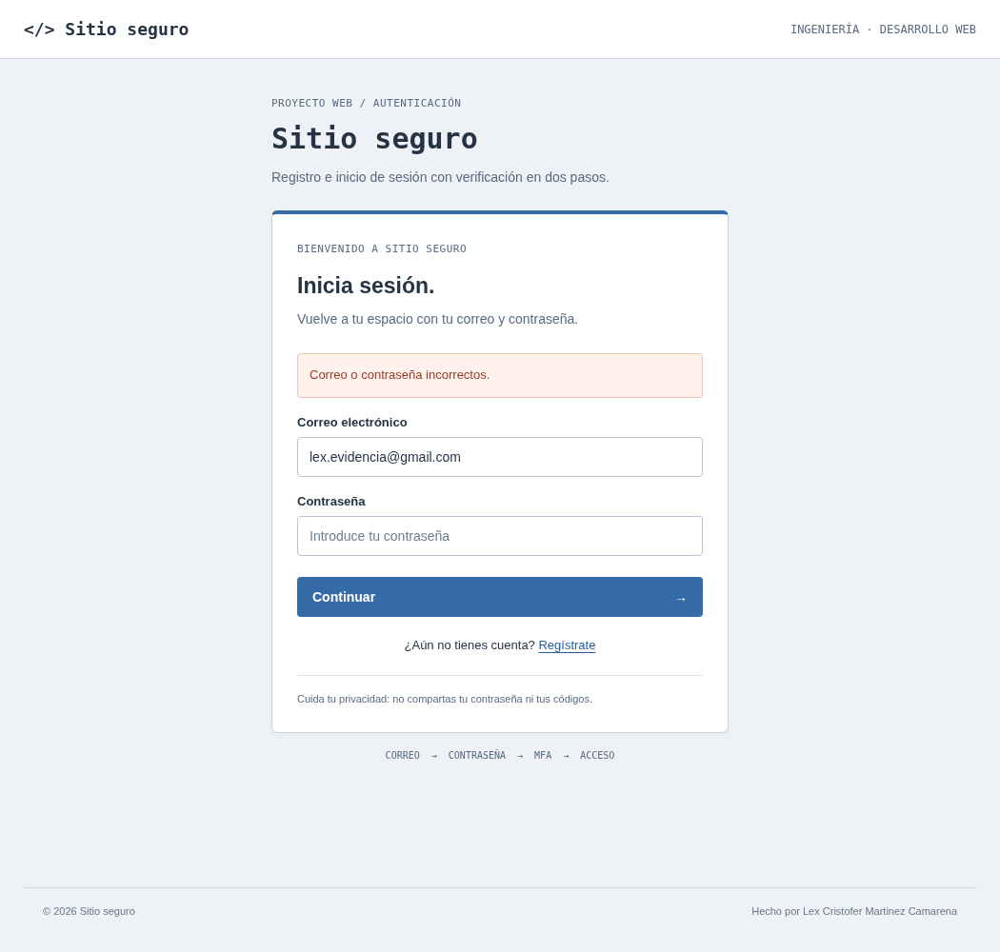 </> Sitio seguro
INGENIERÍA · DESARROLLO WEB
PROYECTO WEB / AUTENTICACIÓN
Sitio seguro
Registro e inicio de sesión con verificación en dos pasos.
BIENVENIDO A SITIO SEGURO
Inicia sesión.
Vuelve a tu espacio con tu correo y contraseña.
Correo o contraseña incorrectos.
Correo electrónico
lex.evidencia@gmail.com
Contraseña
Introduce tu contraseña
Continuar →
¿Aún no tienes cuenta? Regístrate
Cuida tu privacidad: no compartas tu contraseña ni tus códigos.
CORREO → CONTRASEÑA → MFA → ACCESO
© 2026 Sitio seguro
Hecho por Lex Cristofer Martinez Camarena